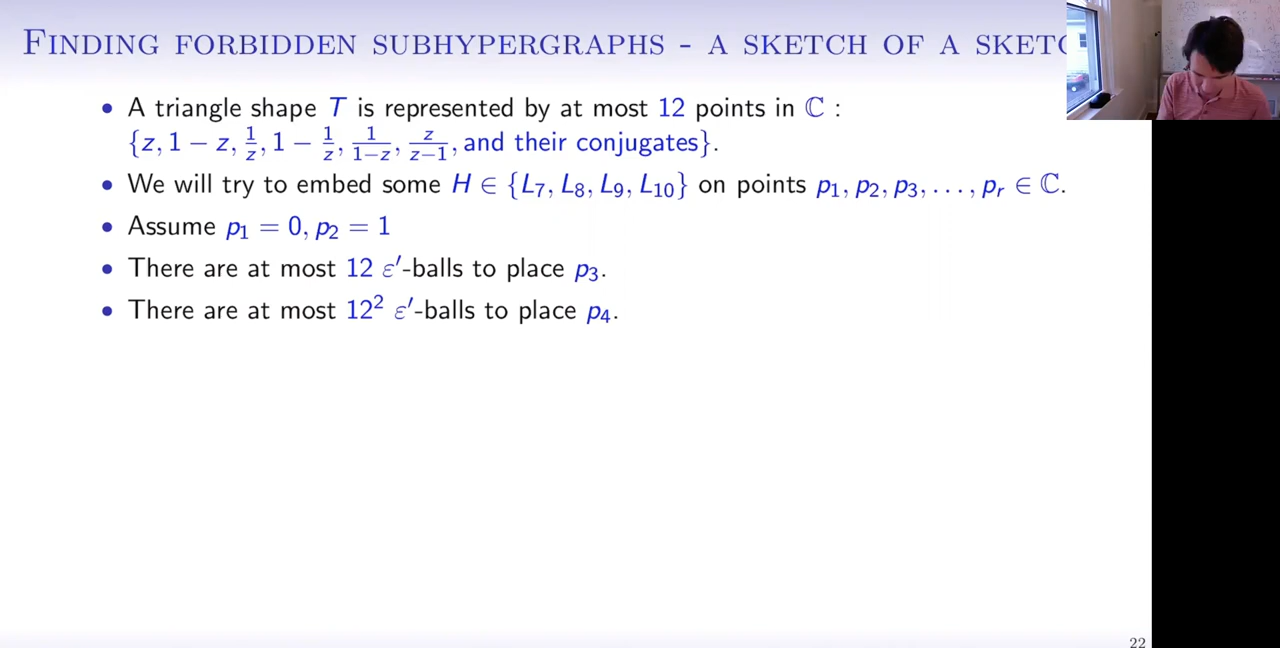 FINDING FORBIDDEN SUBHYPERGRAPHS - A SKETCH OF A
• A triangle shape T is represented by at most 12 points in ℂ :
{z, 1 − z, 1/z, 1 − 1/z, 1/(1−z), z/(z−1), and their conjugates}.
• We will try to embed some H ∈ {L₇, L₈, L₉, L₁₀} on points p₁, p₂, p₃, . . . , pᵣ ∈ ℂ.
• Assume p₁ = 0, p₂ = 1
• There are at most 12 ε′-balls to place p₃.
• There are at most 12² ε′-balls to place p₄.
22